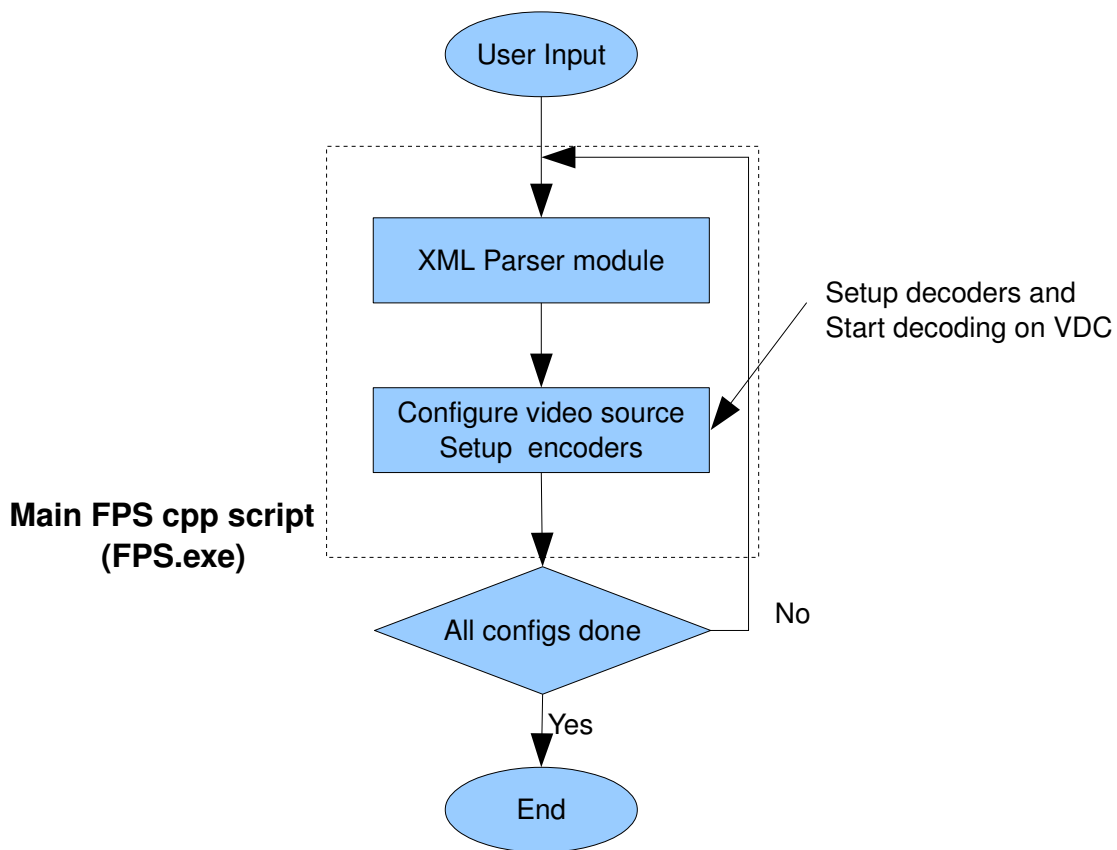 User Input
XML Parser module
Setup decoders and
Start decoding on VDC
Configure video source
Setup  encoders
Main FPS cpp script
(FPS.exe)
All configs done
No
Yes
End